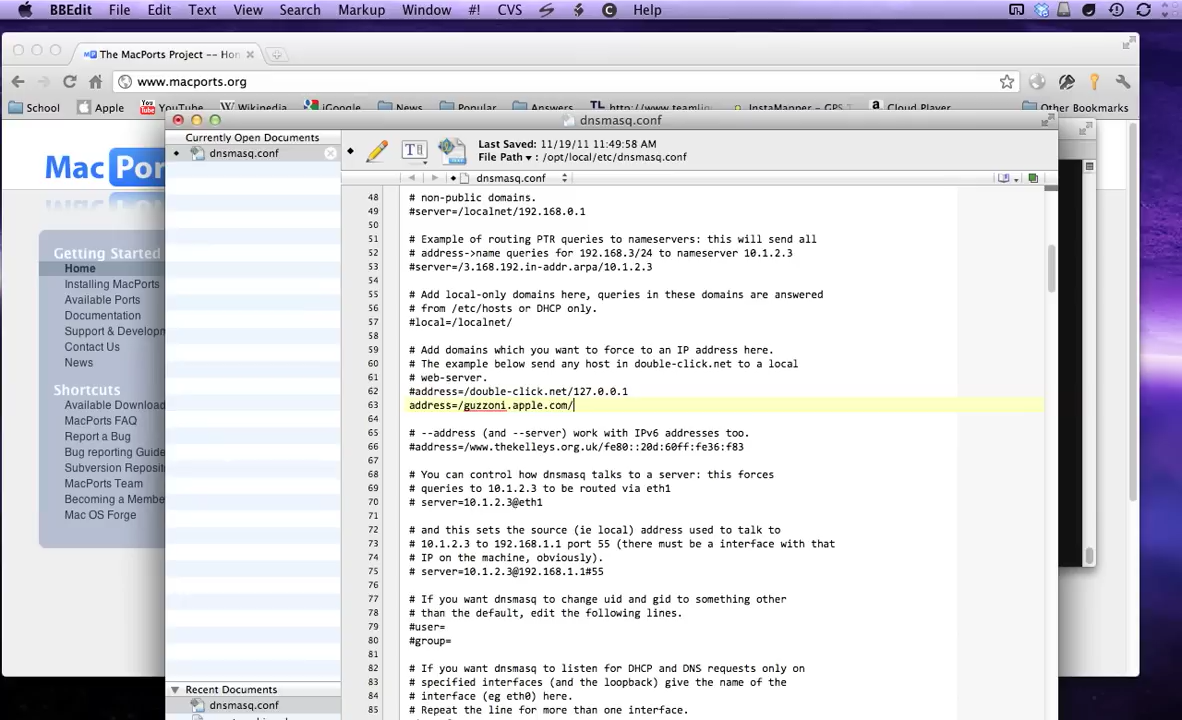 BBEdit File Edit Text View Search Markup Window #! CVS Help
The MacPorts Project -- Hon
www.macports.org
School Apple YouTube Wikipedia iGoogle News Popular Answers Cloud Player Other Bookmarks
dnsmasq.conf
Currently Open Documents
dnsmasq.conf
Last Saved: 11/19/11 11:49:58 AM
File Path : /opt/local/etc/dnsmasq.conf
dnsmasq.conf
Mac Por
Getting Started
Home
Installing MacPorts
Available Ports
Documentation
Support & Developm
Contact Us
News
Shortcuts
Available Download
MacPorts FAQ
Report a Bug
Bug reporting Guide
Subversion Reposit
MacPorts Team
Becoming a Membe
Mac OS Forge
48 # non-public domains.
49 #server=/localnet/192.168.0.1
50
51 # Example of routing PTR queries to nameservers: this will send all
52 # address->name queries for 192.168.3/24 to nameserver 10.1.2.3
53 #server=/3.168.192.in-addr.arpa/10.1.2.3
54
55 # Add local-only domains here, queries in these domains are answered
56 # from /etc/hosts or DHCP only.
57 #local=/localnet/
58
59 # Add domains which you want to force to an IP address here.
60 # The example below send any host in double-click.net to a local
61 # web-server.
62 #address=/double-click.net/127.0.0.1
63 address=/guzzoni.apple.com/
64
65 # --address (and --server) work with IPv6 addresses too.
66 #address=/www.thekelleys.org.uk/fe80::20d:60ff:fe36:f83
67
68 # You can control how dnsmasq talks to a server: this forces
69 # queries to 10.1.2.3 to be routed via eth1
70 # server=10.1.2.3@eth1
71
72 # and this sets the source (ie local) address used to talk to
73 # 10.1.2.3 to 192.168.1.1 port 55 (there must be a interface with that
74 # IP on the machine, obviously).
75 # server=10.1.2.3@192.168.1.1#55
76
77 # If you want dnsmasq to change uid and gid to something other
78 # than the default, edit the following lines.
79 #user=
80 #group=
81
82 # If you want dnsmasq to listen for DHCP and DNS requests only on
83 # specified interfaces (and the loopback) give the name of the
84 # interface (eg eth0) here.
85 # Repeat the line for more than one interface.
Recent Documents
dnsmasq.conf